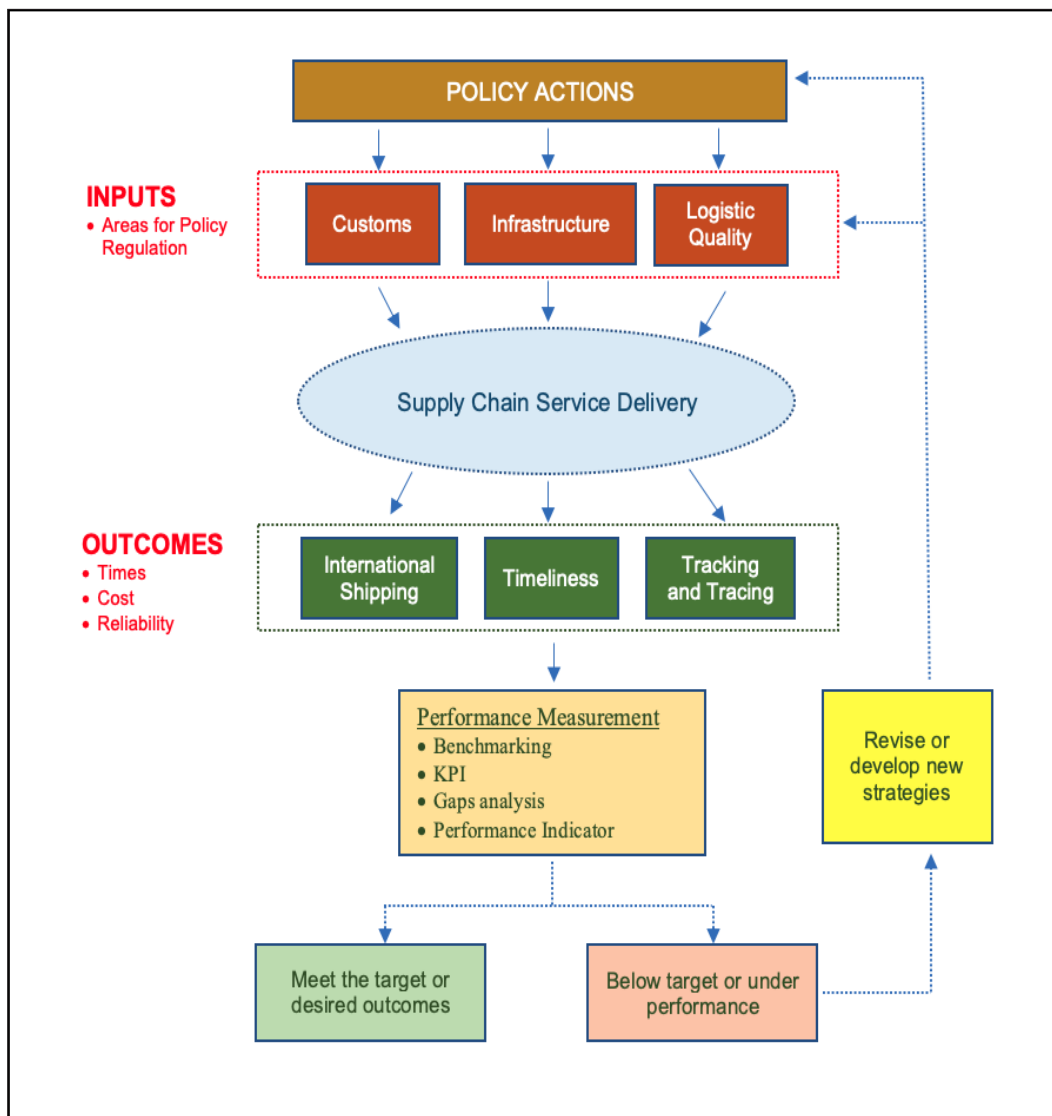 POLICY ACTIONS
INPUTS
• Areas for Policy
Regulation
Customs
Infrastructure
Logistic
Quality
Supply Chain Service Delivery
OUTCOMES
• Times
• Cost
• Reliability
International
Shipping
Timeliness
Tracking
and Tracing
Performance Measurement
• Benchmarking
• KPI
• Gaps analysis
• Performance Indicator
Revise or
develop new
strategies
Meet the target or
desired outcomes
Below target or under
performance